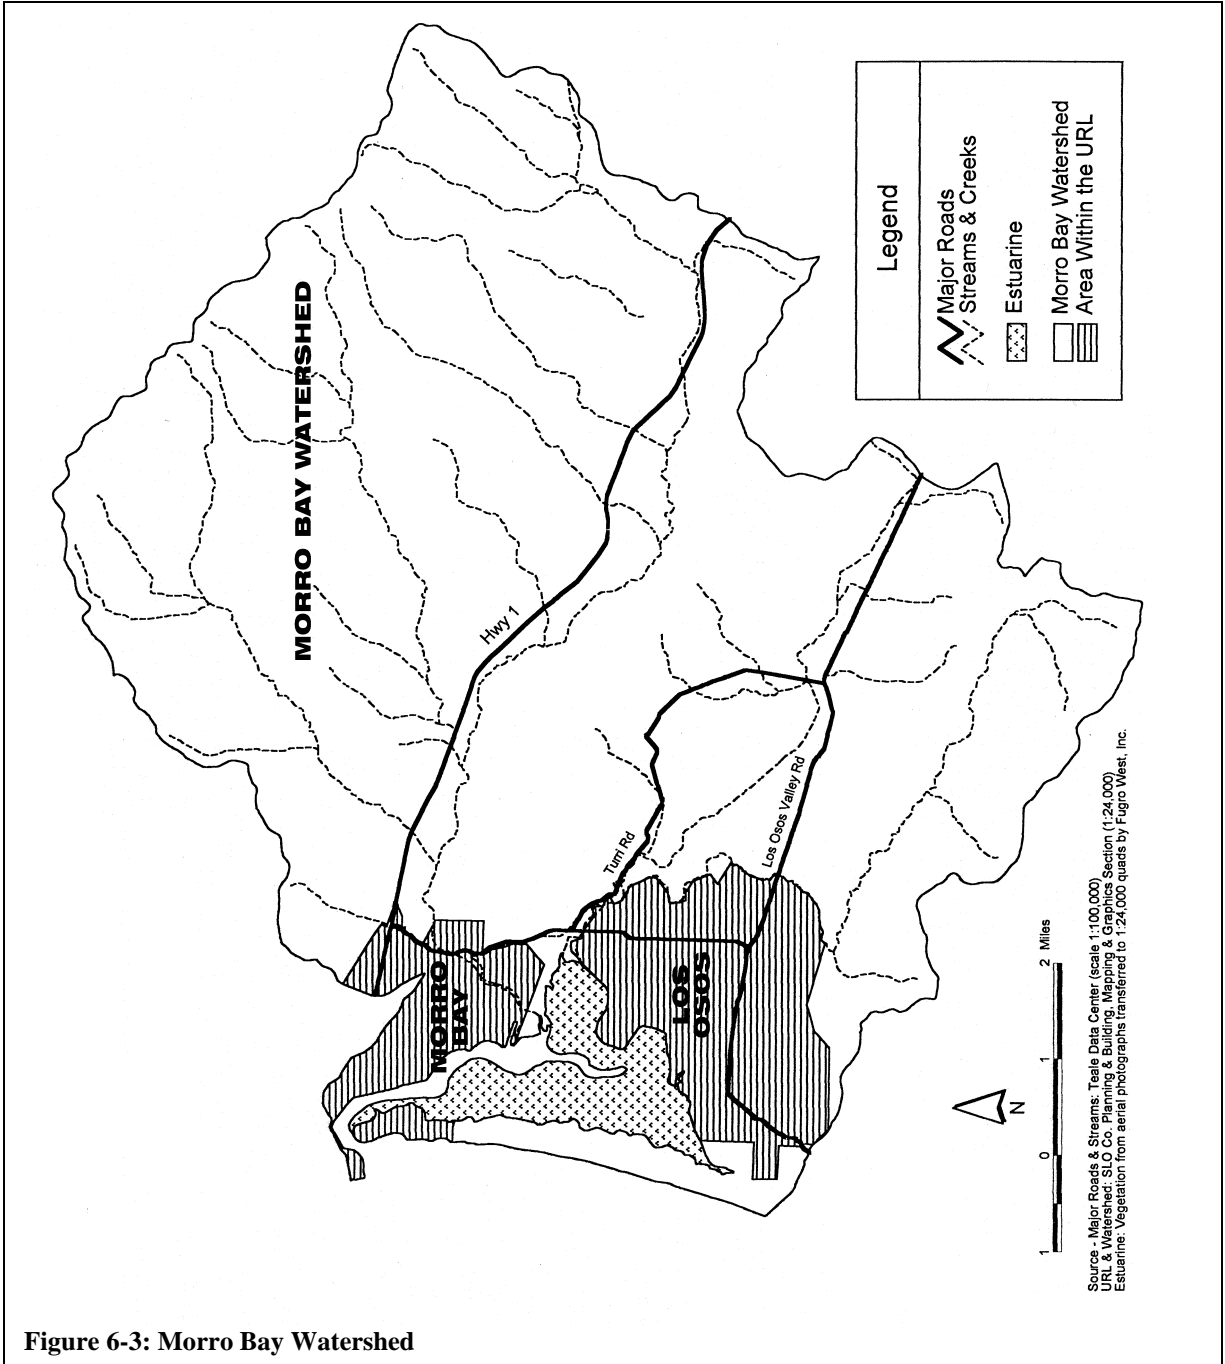 MORRO BAY WATERSHED
Hwy 1
Turri Rd
Los Osos Valley Rd
MORRO
BAY
LOS
OSOS
Legend
Major Roads
Streams & Creeks
Estuarine
Morro Bay Watershed
Area Within the URL
N
1 0 1 2 Miles
Source - Major Roads & Streams: Teale Data Center (scale 1:100,000)
URL & Watershed: SLO Co. Planning & Building, Mapping & Graphics Section (1:24,000)
Estuarine: Vegetation from aerial photographs transferred to 1:24,000 quads by Fugro West, Inc.
Figure 6-3: Morro Bay Watershed